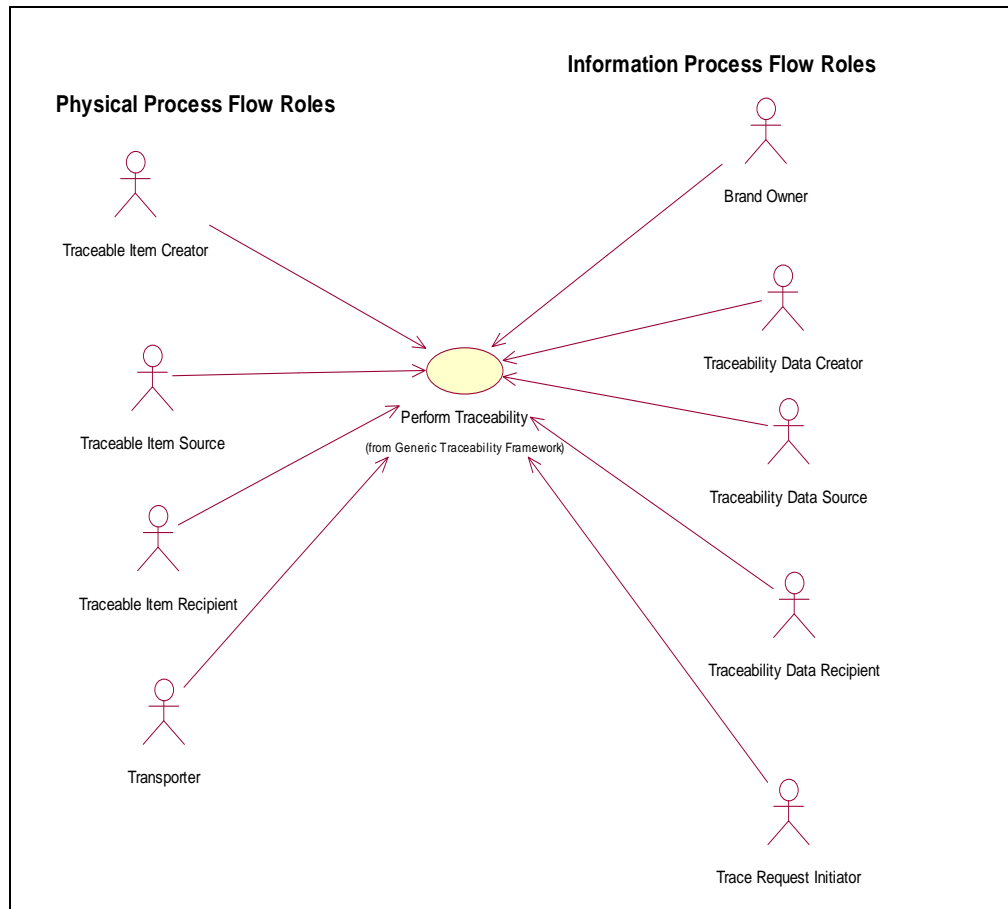 Information Process Flow Roles
Physical Process Flow Roles
Brand Owner
Traceable Item Creator
Traceability Data Creator
Perform Traceability
(from Generic Traceability Framework)
Traceable Item Source
Traceability Data Source
Traceable Item Recipient
Traceability Data Recipient
Transporter
Trace Request Initiator